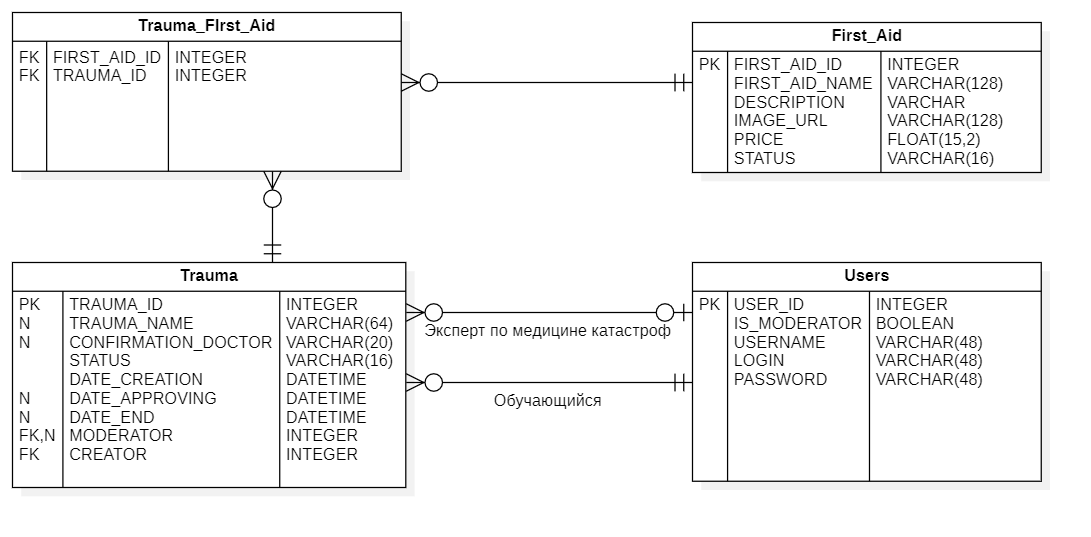 Trauma_FIrst_Aid
FK FIRST_AID_ID INTEGER
FK TRAUMA_ID INTEGER
First_Aid
PK FIRST_AID_ID INTEGER
FIRST_AID_NAME VARCHAR(128)
DESCRIPTION VARCHAR
IMAGE_URL VARCHAR(128)
PRICE FLOAT(15,2)
STATUS VARCHAR(16)
Trauma
PK TRAUMA_ID INTEGER
N TRAUMA_NAME VARCHAR(64)
N CONFIRMATION_DOCTOR VARCHAR(20)
STATUS VARCHAR(16)
DATE_CREATION DATETIME
N DATE_APPROVING DATETIME
N DATE_END DATETIME
FK,N MODERATOR INTEGER
FK CREATOR INTEGER
Эксперт по медицине катастроф
Обучающийся
Users
PK USER_ID INTEGER
IS_MODERATOR BOOLEAN
USERNAME VARCHAR(48)
LOGIN VARCHAR(48)
PASSWORD VARCHAR(48)